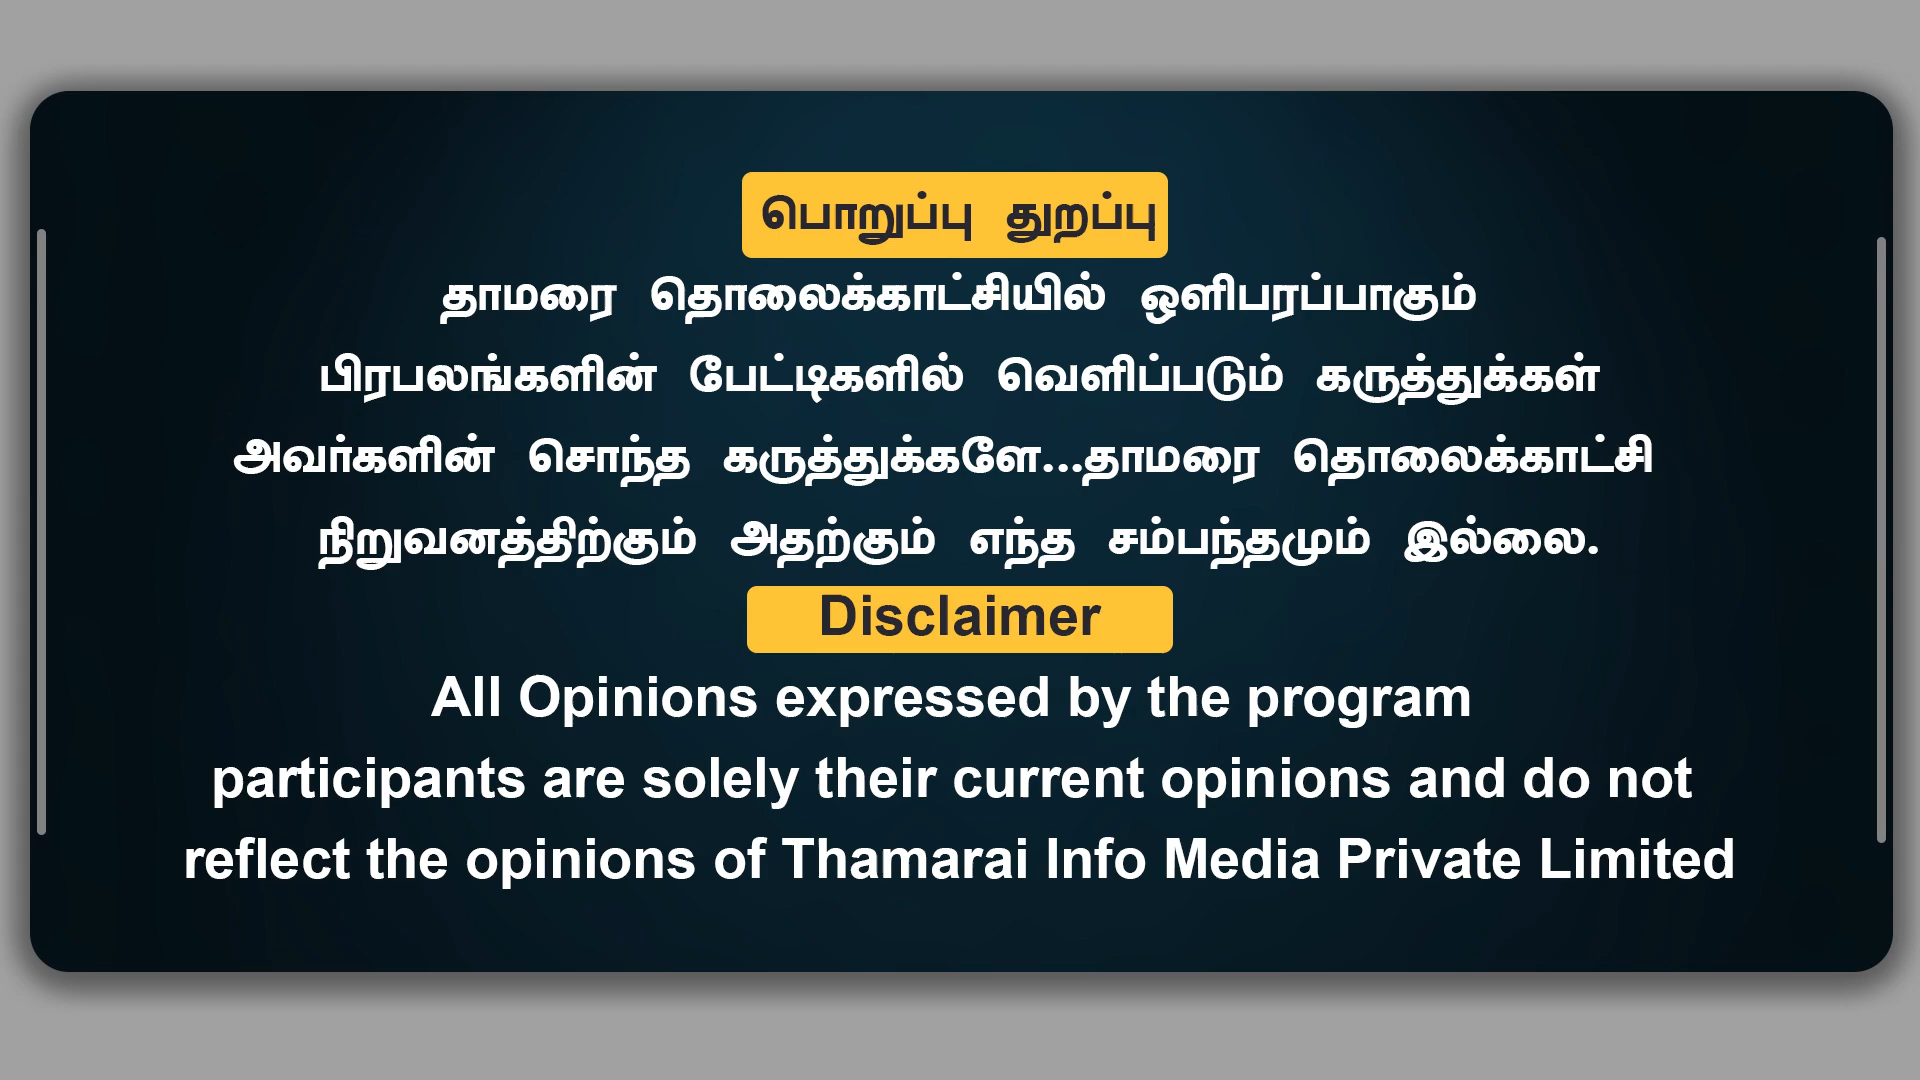 பொறுப்பு துறப்பு
தாமரை தொலைக்காட்சியில் ஒளிபரப்பாகும்
பிரபலங்களின் பேட்டிகளில் வெளிப்படும் கருத்துக்கள்
அவர்களின் சொந்த கருத்துக்களே...தாமரை தொலைக்காட்சி
நிறுவனத்திற்கும் அதற்கும் எந்த சம்பந்தமும் இல்லை.
Disclaimer
All Opinions expressed by the program
participants are solely their current opinions and do not
reflect the opinions of Thamarai Info Media Private Limited